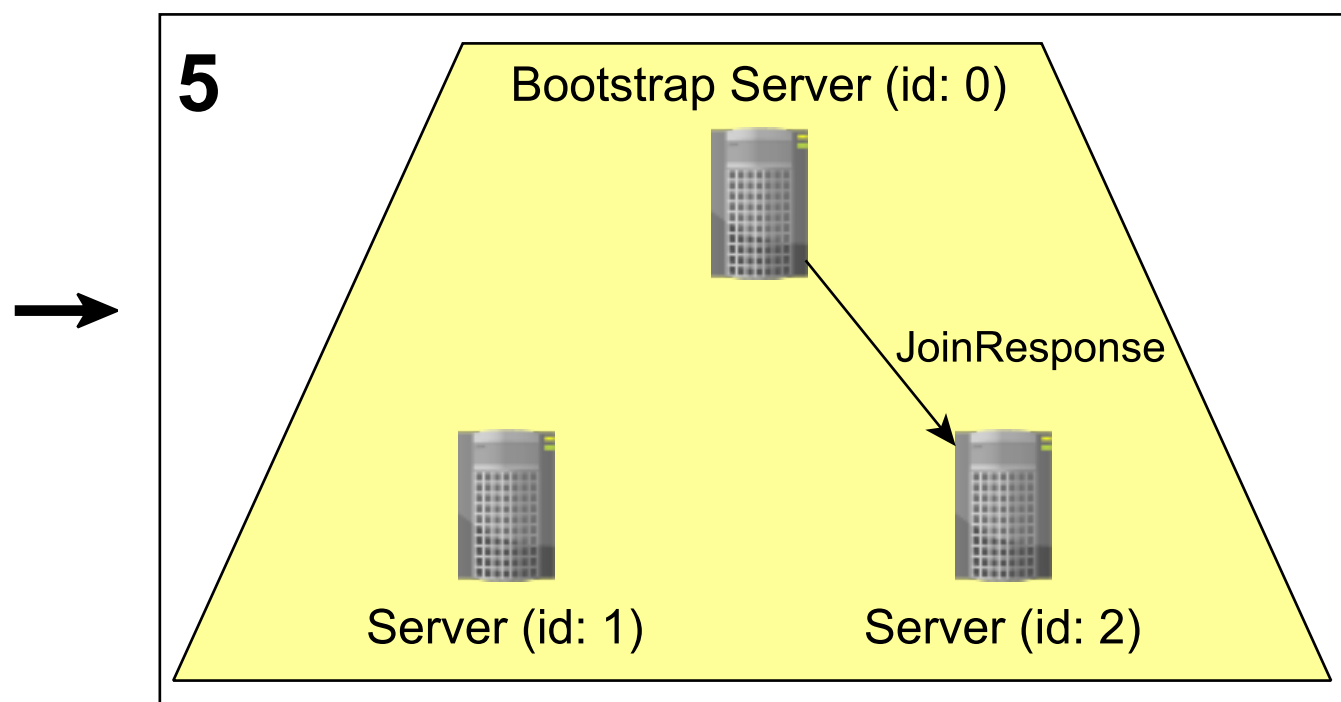 5
Bootstrap Server (id: 0)
JoinResponse
Server (id: 1)
Server (id: 2)